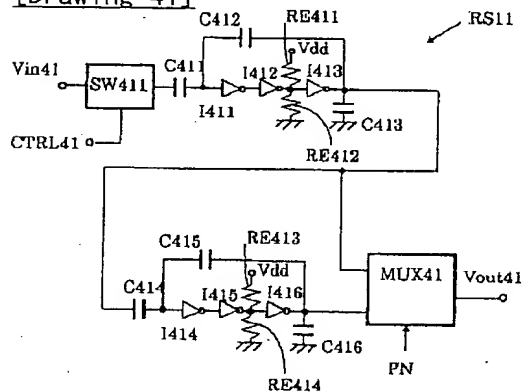 [Drawing 41]
C412
RE411
RS11
Vdd
Vin41
SW411
C411
I412
I413
I411
C413
CTRL41
RE412
C415
RE413
Vdd
C414
I415
I416
MUX41
Vout41
I414
C416
PN
RE414